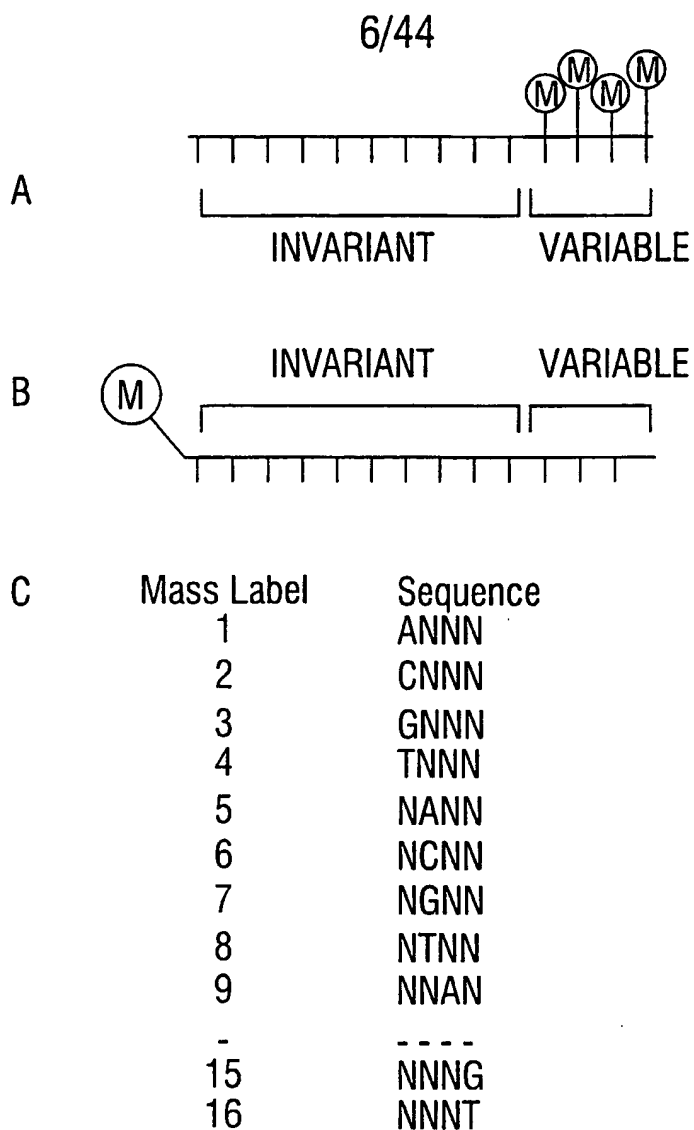 6/44
M M M M
A
INVARIANT VARIABLE
INVARIANT VARIABLE
B M
C Mass Label Sequence
1 ANNN
2 CNNN
3 GNNN
4 TNNN
5 NANN
6 NCNN
7 NGNN
8 NTNN
9 NNAN
- - - - -
15 NNNG
16 NNNT